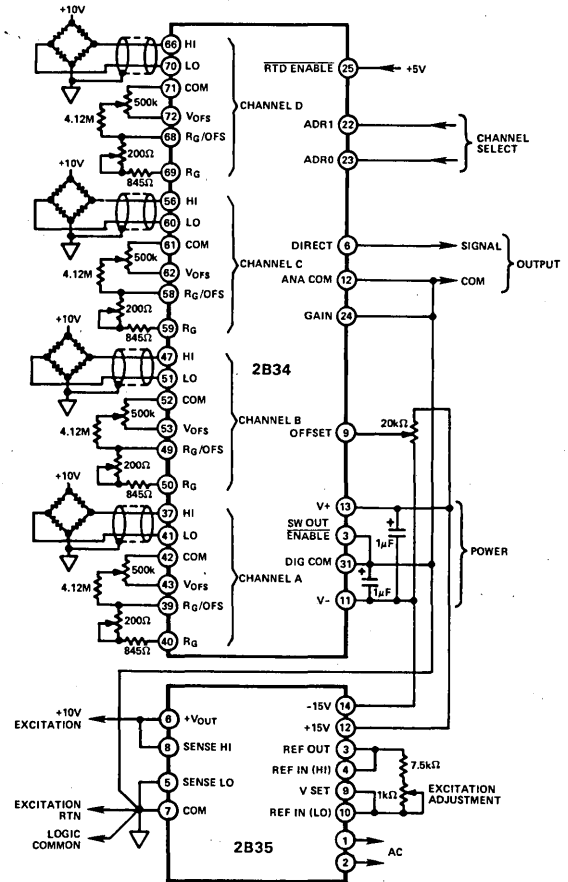 +10V
66 HI
70 LO
71 COM
500k
72 VOFS
4.12M
68 RG/OFS
200Ω
69 RG
845Ω
CHANNEL D
+10V
56 HI
60 LO
61 COM
500k
62 VOFS
4.12M
58 RG/OFS
200Ω
59 RG
845Ω
CHANNEL C
+10V
47 HI
51 LO
52 COM
500k
53 VOFS
4.12M
49 RG/OFS
200Ω
50 RG
845Ω
CHANNEL B
+10V
37 HI
41 LO
42 COM
500k
43 VOFS
4.12M
39 RG/OFS
200Ω
40 RG
845Ω
CHANNEL A
2B34
RTD ENABLE 25 +5V
ADR1 22
ADR0 23
CHANNEL
SELECT
DIRECT 6 SIGNAL
ANA COM 12 COM
OUTPUT
GAIN 24
20kΩ
OFFSET 9
V+ 13
SW OUT
ENABLE 3
1μF
DIG COM 31
1μF
V- 11
POWER
+10V
EXCITATION
6 +VOUT
8 SENSE HI
5 SENSE LO
EXCITATION
RTN
7 COM
LOGIC
COMMON
2B35
-15V 14
+15V 12
REF OUT 3
REF IN (HI) 4
7.5kΩ
V SET 9
1kΩ
EXCITATION
ADJUSTMENT
REF IN (LO) 10
1
2
AC